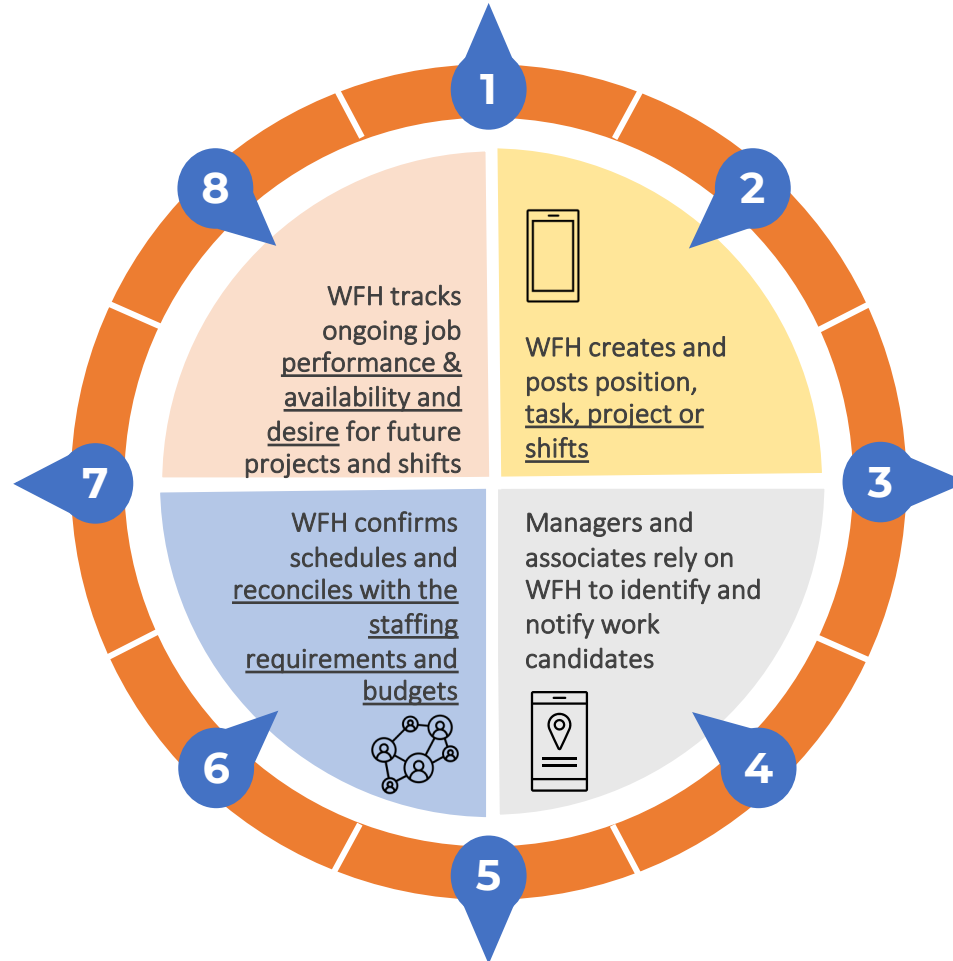 1
2
WFH creates and
posts position,
task, project or
shifts
3
Managers and
associates rely on
WFH to identify and
notify work
candidates
4
5
6
WFH confirms
schedules and
reconciles with the
staffing
requirements and
budgets
7
8
WFH tracks
ongoing job
performance &
availability and
desire for future
projects and shifts